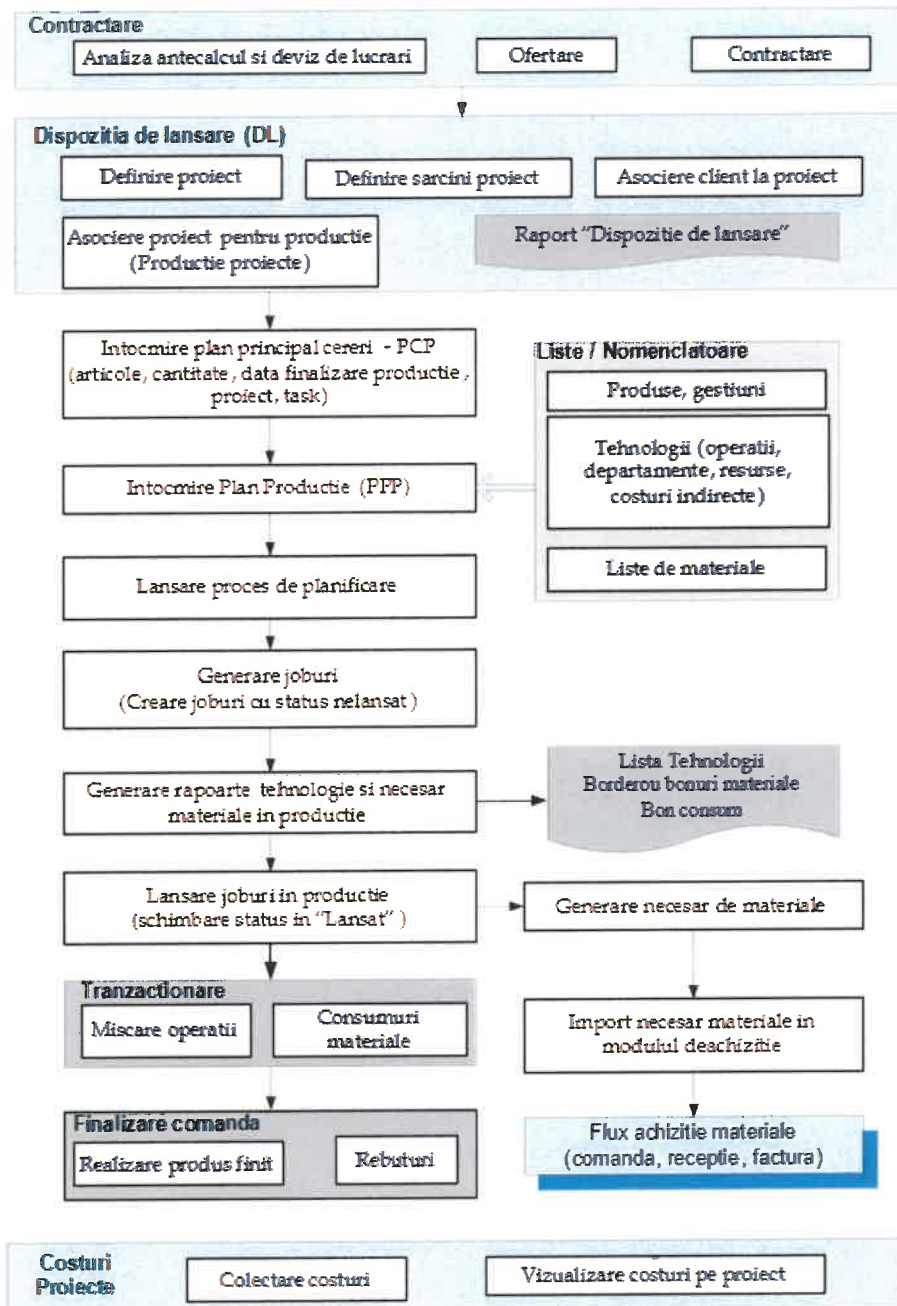 Contractare
Analiza antecalcul si deviz de lucrari
Ofertare
Contractare
Dispozitia de lansare (DL)
Definire proiect
Definire sarcini proiect
Asociere client la proiect
Asociere proiect pentru productie
(Productie proiecte)
Raport "Dispozitie de lansare"
Intocmire plan principal cereri - PCP
(articole, cantitate, data finalizare productie,
proiect, task)
Liste / Nomenclatoare
Produse, gestiuni
Tehnologii (operatii,
departamente, resurse,
costuri indirecte)
Liste de materiale
Intocmire Plan Productie (PPP)
Lansare proces de planificare
Generare joburi
(Creare joburi cu status nelansat)
Generare rapoarte tehnologie si necesar
materiale in productie
Lista Tehnologii
Borderou bonuri materiale
Bon consum
Lansare joburi in productie
(schimbare status in "Lansat")
Generare necesar de materiale
Tranzactionare
Miscare operatii
Consumuri
materiale
Import necesar materiale in
modulul deachizitie
Finalizare comanda
Realizare produs finit
Rebuturi
Flux achizitie materiale
(comanda, receptie, factura)
Costuri
Proiecte
Colectare costuri
Vizualizare costuri pe proiect